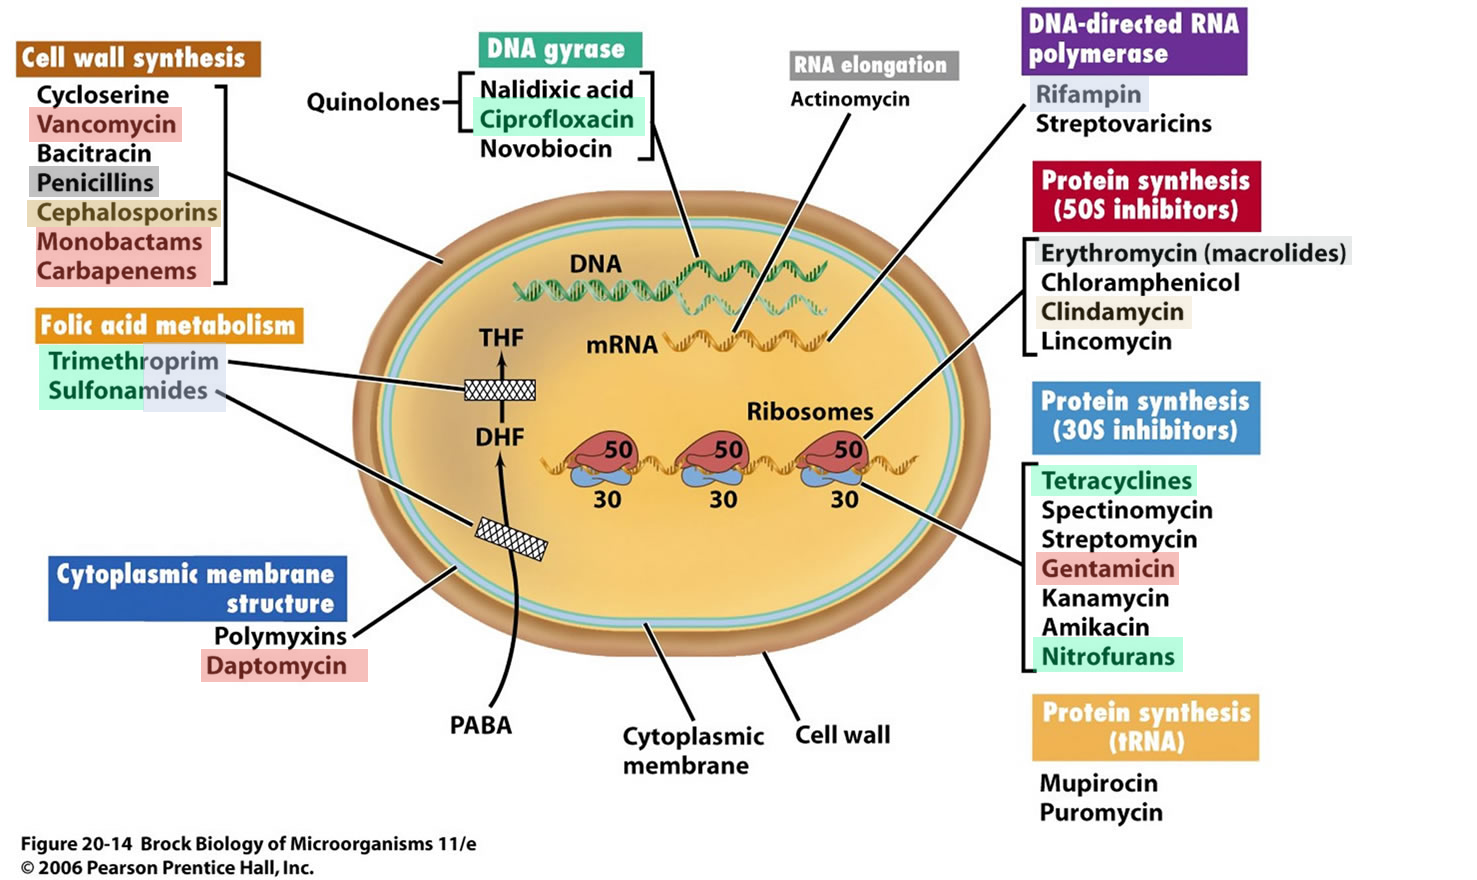 Cell wall synthesis
Cycloserine
Vancomycin
Bacitracin
Penicillins
Cephalosporins
Monobactams
Carbapenems
Folic acid metabolism
Trimethroprim
Sulfonamides
Cytoplasmic membrane
structure
Polymyxins
Daptomycin
Quinolones
DNA gyrase
Nalidixic acid
Ciprofloxacin
Novobiocin
RNA elongation
Actinomycin
DNA-directed RNA
polymerase
Rifampin
Streptovaricins
Protein synthesis
(50S inhibitors)
Erythromycin (macrolides)
Chloramphenicol
Clindamycin
Lincomycin
Protein synthesis
(30S inhibitors)
Tetracyclines
Spectinomycin
Streptomycin
Gentamicin
Kanamycin
Amikacin
Nitrofurans
Protein synthesis
(tRNA)
Mupirocin
Puromycin
DNA
THF
mRNA
DHF
Ribosomes
50 50 50
30 30 30
PABA
Cytoplasmic
membrane
Cell wall
Figure 20-14 Brock Biology of Microorganisms 11/e
© 2006 Pearson Prentice Hall, Inc.